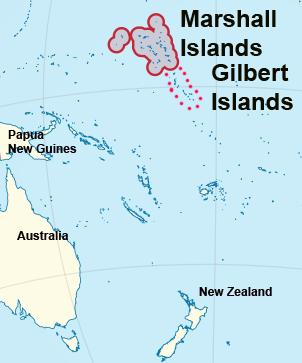 Marshall
Islands
Gilbert
Islands
Papua
New Guines
Australia
New Zealand